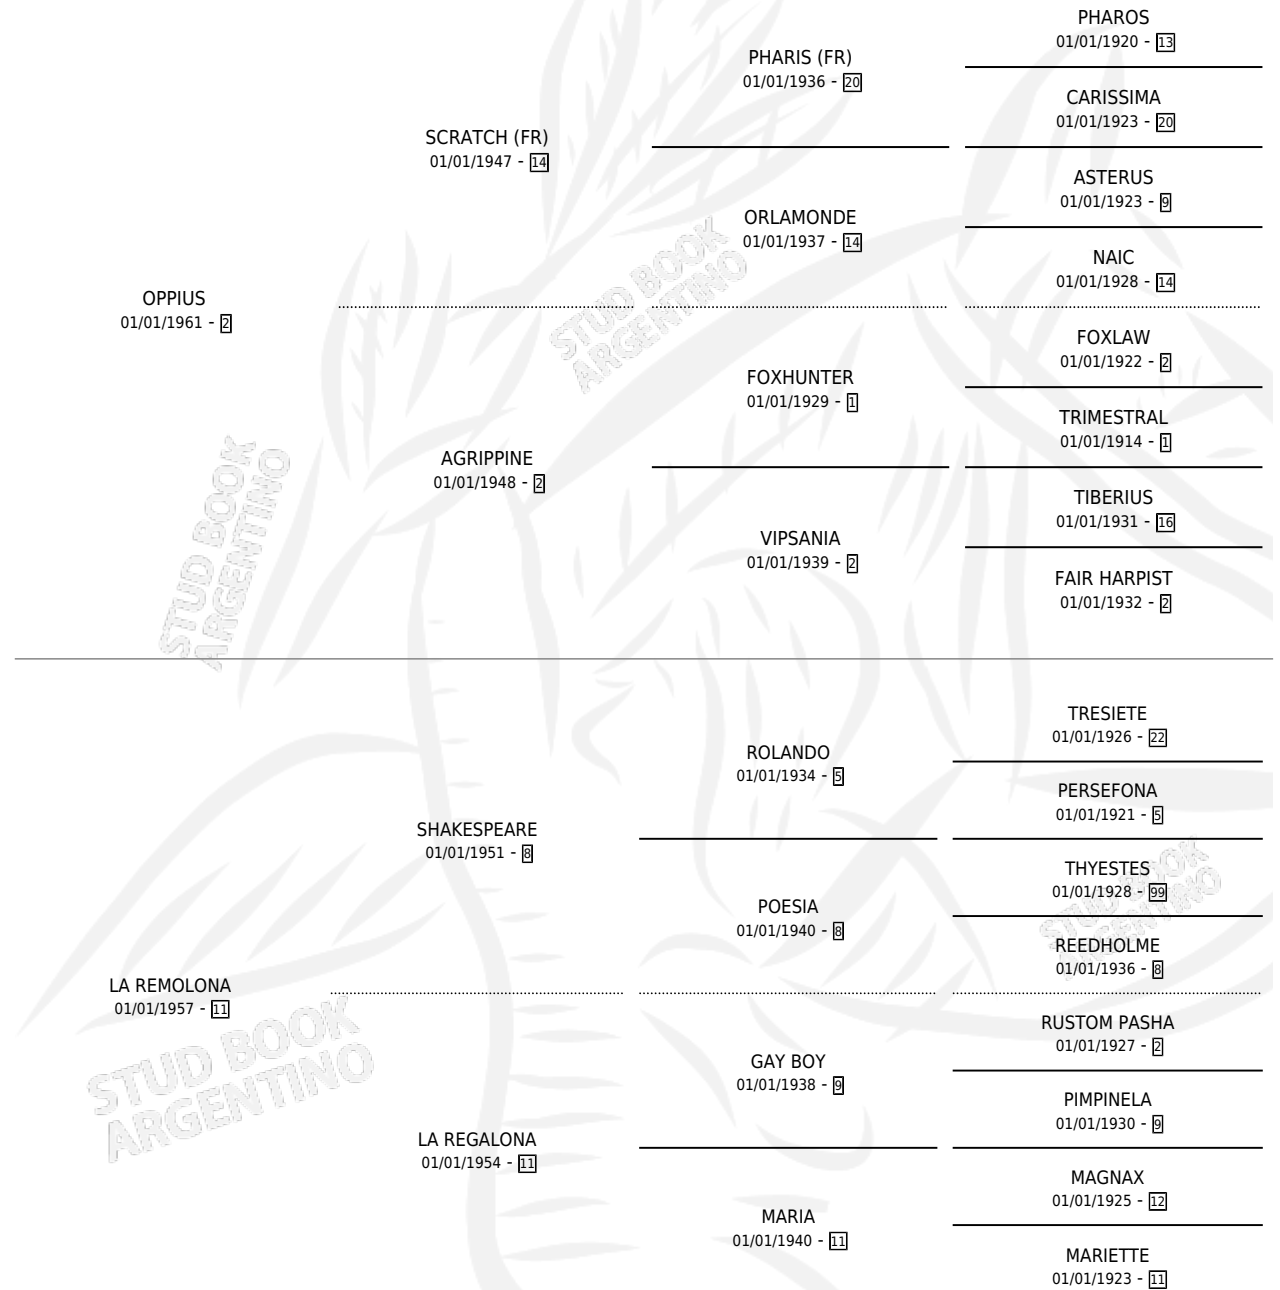 PHAROS
01/01/1920 - 13
PHARIS (FR)
01/01/1936 - 20
CARISSIMA
01/01/1923 - 20
SCRATCH (FR)
01/01/1947 - 14
ASTERUS
01/01/1923 - 9
ORLAMONDE
01/01/1937 - 14
NAIC
01/01/1928 - 14
OPPIUS
01/01/1961 - 2
STUD BOOK
ARGENTINO
FOXLAW
01/01/1922 - 2
FOXHUNTER
01/01/1929 - 1
TRIMESTRAL
01/01/1914 - 1
AGRIPPINE
01/01/1948 - 2
TIBERIUS
01/01/1931 - 16
VIPSANIA
01/01/1939 - 2
FAIR HARPIST
01/01/1932 - 2
STUD BOOK
ARGENTINO
TRESIETE
01/01/1926 - 22
ROLANDO
01/01/1934 - 5
PERSEFONA
01/01/1921 - 5
SHAKESPEARE
01/01/1951 - 8
THYESTES
01/01/1928 - 99
POESIA
01/01/1940 - 8
REEDHOLME
01/01/1936 - 8
STUD BOOK
ARGENTINO
LA REMOLONA
01/01/1957 - 11
RUSTOM PASHA
01/01/1927 - 2
GAY BOY
01/01/1938 - 9
PIMPINELA
01/01/1930 - 9
STUD BOOK
ARGENTINO
LA REGALONA
01/01/1954 - 11
MAGNAX
01/01/1925 - 12
MARIA
01/01/1940 - 11
MARIETTE
01/01/1923 - 11